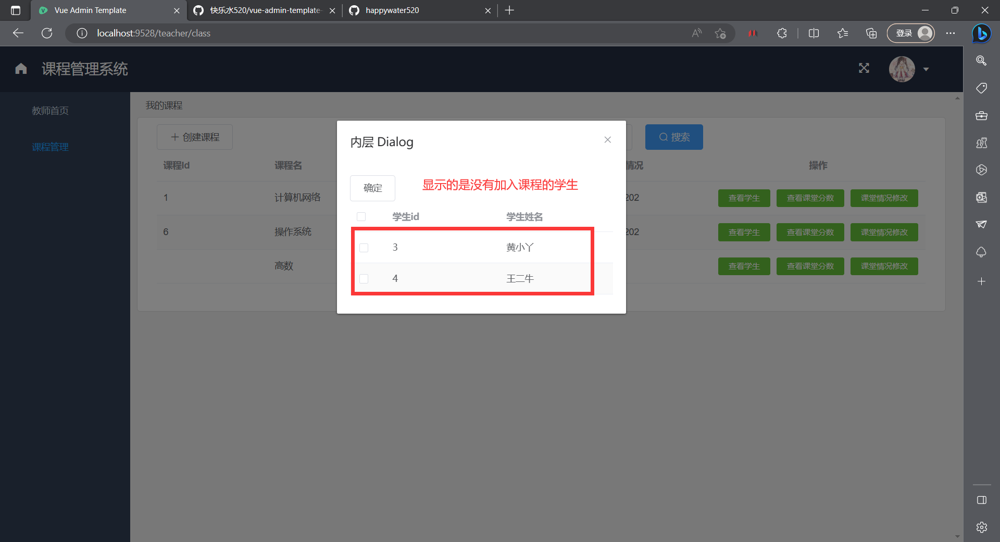 Vue Admin Template
快乐水520/vue-admin-template-
happywater520
localhost:9528/teacher/class
登录
课程管理系统
教师首页
课程管理
我的课程
创建课程
搜索
课程Id 课程名 情况 操作
1 计算机网络 202 查看学生 查看课堂分数 课堂情况修改
6 操作系统 202 查看学生 查看课堂分数 课堂情况修改
高数 查看学生 查看课堂分数 课堂情况修改
内层 Dialog
确定
显示的是没有加入课程的学生
学生id 学生姓名
3 黄小丫
4 王二牛